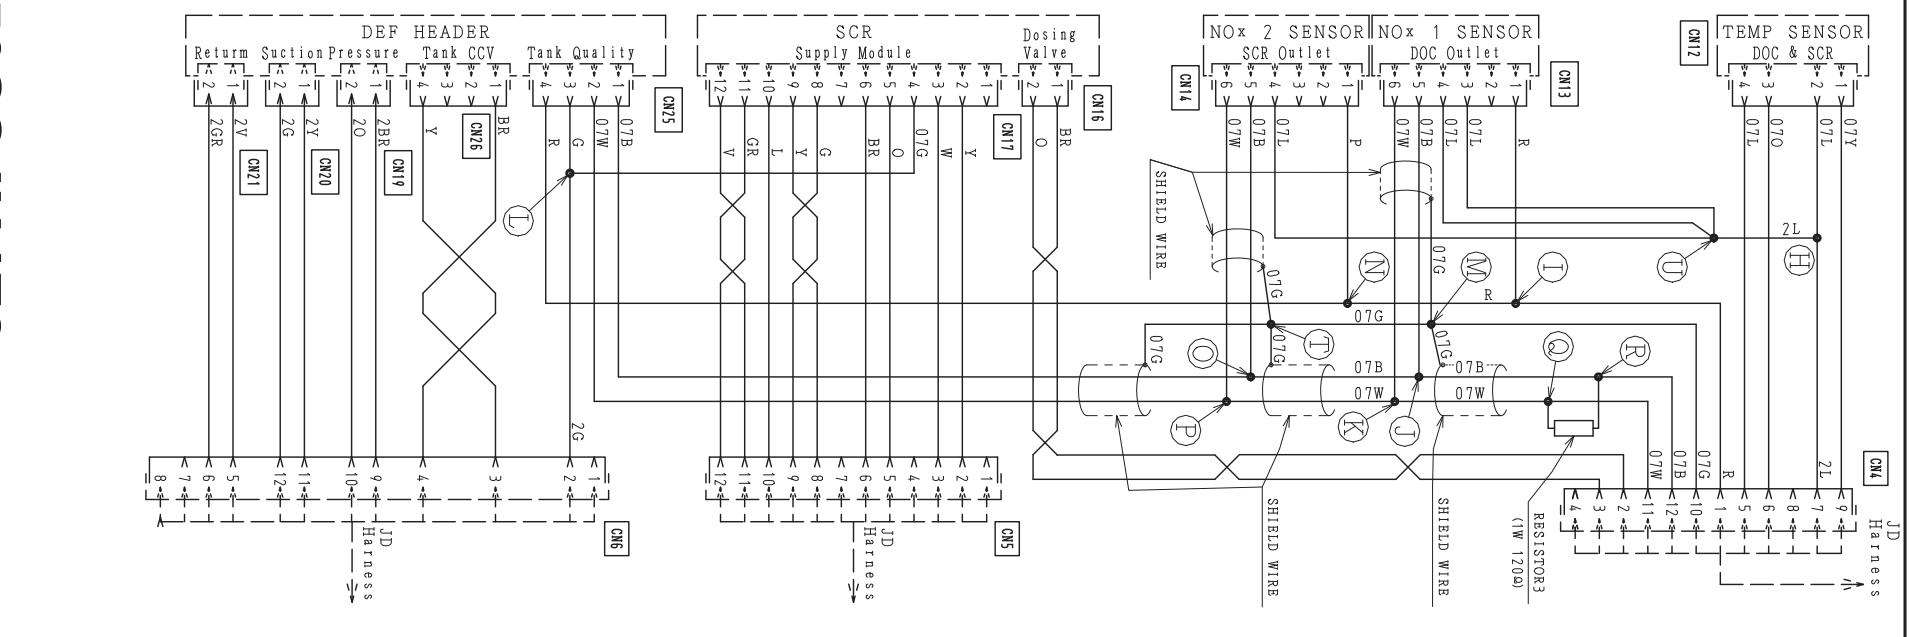 DEF HEADER
Return Suction Pressure Tank CCV Tank Quality
SCR
Supply Module
Dosing
Valve
NOx 2 SENSOR
SCR Outlet
NOx 1 SENSOR
DOC Outlet
TEMP SENSOR
DOC & SCR
CN12
2 1
2 1
2 1
4 3 2 1
4 3 2 1
12 11 10 9 8 7 6 5 4 3 2 1
2 1
6 5 4 3 2 1
6 5 4 3 2 1
4 3 2 1
CN25
CN16
CN14
CN13
2GR 2V
2G 2Y
2O 2BR
Y BR
R G 07W 07B
V GR L Y G BR O 07G W Y
O BR
07W 07B 07L P
07W 07B 07L 07L R
07L 07O 07L 07Y
CN21
CN20
CN19
CN26
CN17
L
SHIELD WIRE
2L
07G
07G
N
M
I
U
H
R
07G
07G
07G
07G
O
T
Q
R
07B
07B
07W
07W
P
K
J
2G
07W 07B 07G R 2L
CN4
8 7 6 5 12 11 10 9 4 3 2 1
12 11 10 9 8 7 6 5 4 3 2 1
4 3 2 11 12 10 1 5 6 8 7 9
CN6
CN5
JD
Harness
JD
Harness
JD
Harness
SHIELD WIRE
SHIELD WIRE
RESISTOR3
(1W 120Ω)